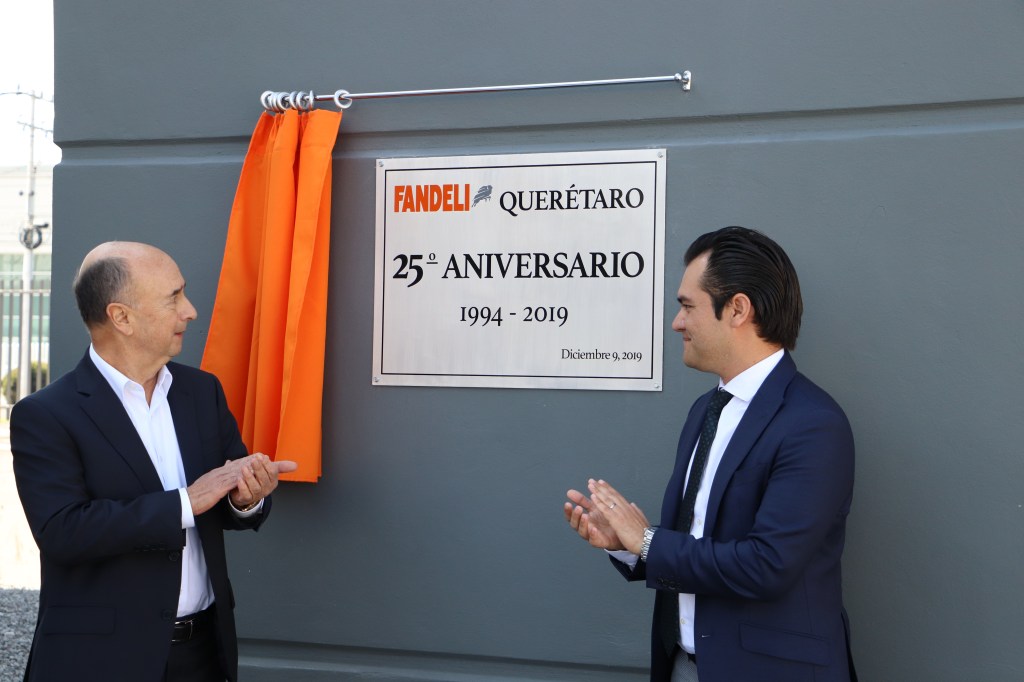 FANDELI QUERÉTARO
25º ANIVERSARIO
1994 - 2019
Diciembre 9, 2019